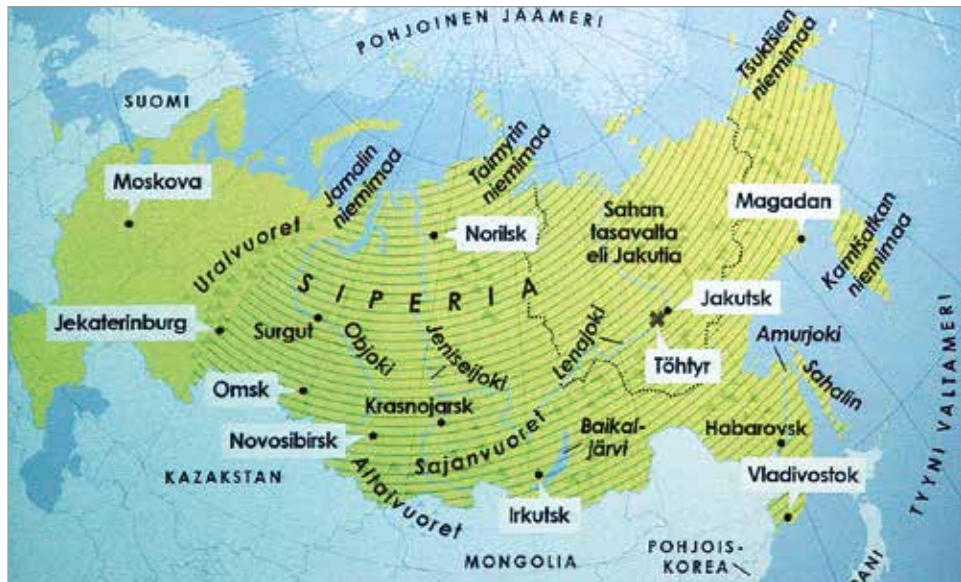 POHJOINEN JÄÄMERI
SUOMI
Tšuktšien
niemimaa
Moskova
Jamalin
niemimaa
Taimyrin
niemimaa
Magadan
Uralvuoret
Norilsk
Sahan
tasavalta
eli Jakutia
Kamtšatkan
niemimaa
SIPERIA
Jakutsk
Jekaterinburg
Surgut
Objoki
Jeniseijoki
Lenajoki
Töhtyr
Amurjoki
Sahalin
Omsk
Krasnojarsk
Novosibirsk
Sajanvuoret
Baikal-
järvi
Habarovsk
TYYNI VALTAMERI
KAZAKSTAN
Altaivuoret
Irkutsk
Vladivostok
MONGOLIA
POHJOIS-
KOREA